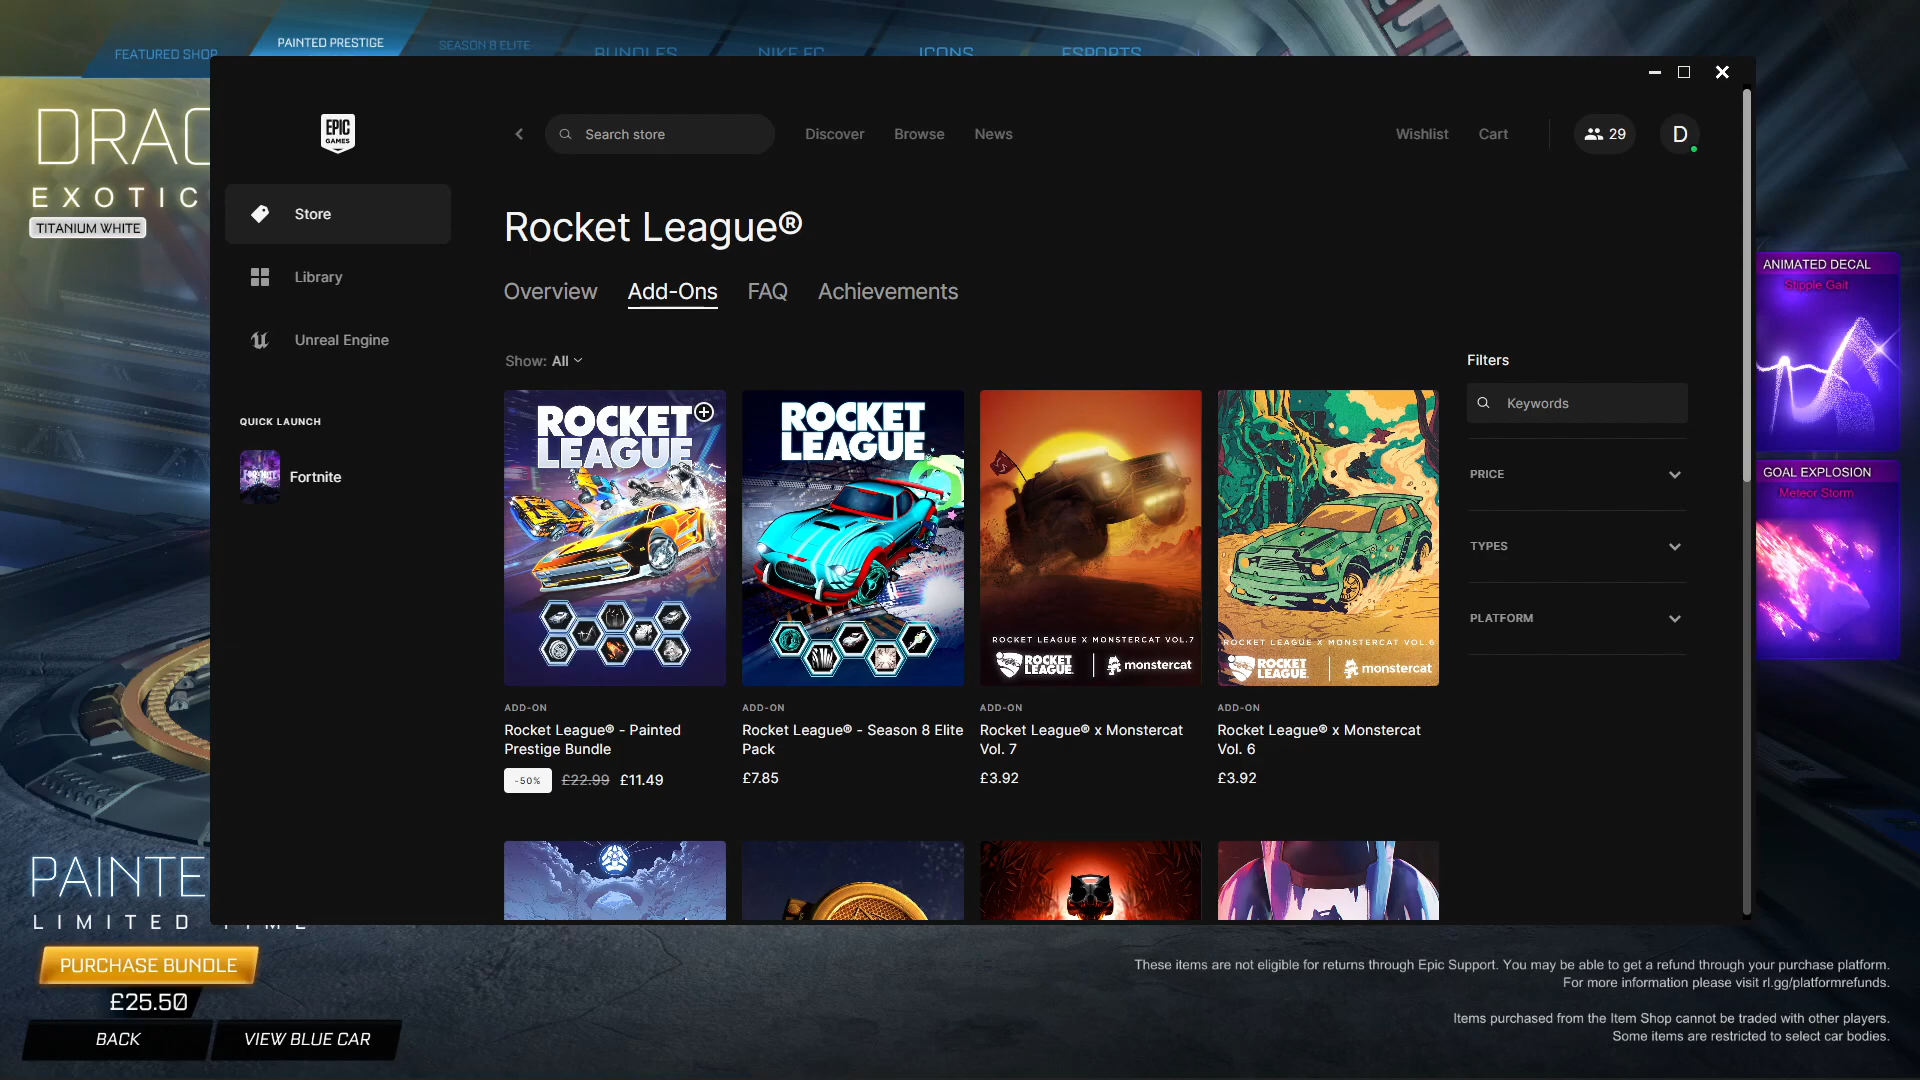 FEATURED SHOP
PAINTED PRESTIGE
SEASON 8 ELITE
BUNDLES
NIKE FC
ICONS
ESPORTS
EXOTIC
TITANIUM WHITE
EPIC
GAMES
Search store
Discover
Browse
News
Wishlist
Cart
29
D
Store
Library
Unreal Engine
QUICK LAUNCH
FORTNITE
Fortnite
Rocket League®
Overview
Add-Ons
FAQ
Achievements
Show: All
Filters
Keywords
PRICE
TYPES
PLATFORM
ROCKET
LEAGUE
ROCKET
LEAGUE
ROCKET LEAGUE X MONSTERCAT VOL.7
ROCKET
LEAGUE
monstercat
ROCKET LEAGUE X MONSTERCAT VOL 6
ROCKET
LEAGUE
monstercat
ADD-ON
Rocket League® - Painted
Prestige Bundle
-50%
£22.99
£11.49
ADD-ON
Rocket League® - Season 8 Elite
Pack
£7.85
ADD-ON
Rocket League® x Monstercat
Vol. 7
£3.92
ADD-ON
Rocket League® x Monstercat
Vol. 6
£3.92
ANIMATED DECAL
Stipple Gait
GOAL EXPLOSION
Meteor Storm
LIMITED TIME
PURCHASE BUNDLE
£25.50
BACK
VIEW BLUE CAR
These items are not eligible for returns through Epic Support. You may be able to get a refund through your purchase platform.
For more information please visit rl.gg/platformrefunds.
Items purchased from the Item Shop cannot be traded with other players.
Some items are restricted to select car bodies.